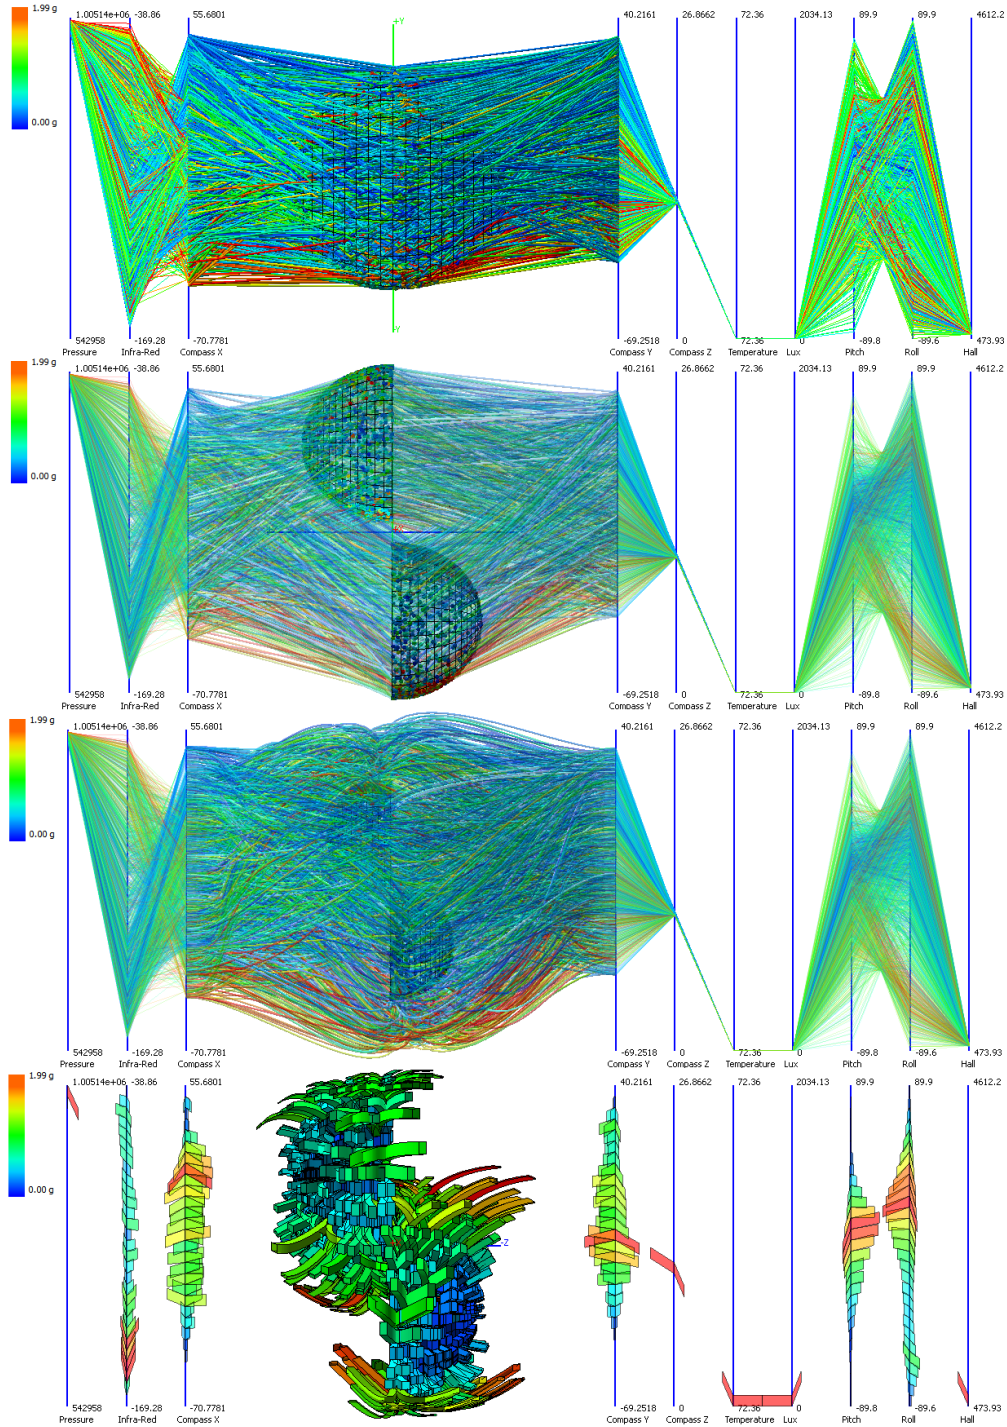 1.99 g
0.00 g
1.00514e+06 -38.86 55.6801 +Y 40.2161 26.8662 72.36 2034.13 89.9 89.9 4612.2
-Y
542958 -169.28 -70.7781 -69.2518 0 72.36 0 -89.8 -89.6 473.93
Pressure Infra-Red Compass X Compass Y Compass Z Temperature Lux Pitch Roll Hall
1.99 g
0.00 g
1.00514e+06 -38.86 55.6801 40.2161 26.8662 72.36 2034.13 89.9 89.9 4612.2
542958 -169.28 -70.7781 -69.2518 0 72.36 0 -89.8 -89.6 473.93
Pressure Infra-Red Compass X Compass Y Compass Z Temperature Lux Pitch Roll Hall
1.99 g
0.00 g
1.00514e+06 -38.86 55.6801 40.2161 26.8662 72.36 2034.13 89.9 89.9 4612.2
542958 -169.28 -70.7781 -69.2518 0 72.36 0 -89.8 -89.6 473.93
Pressure Infra-Red Compass X Compass Y Compass Z Temperature Lux Pitch Roll Hall
1.99 g
0.00 g
1.00514e+06 -38.86 55.6801 40.2161 26.8662 72.36 2034.13 89.9 89.9 4612.2
-Z
542958 -169.28 -70.7781 -69.2518 0 72.36 0 -89.8 -89.6 473.93
Pressure Infra-Red Compass X Compass Y Compass Z Temperature Lux Pitch Roll Hall